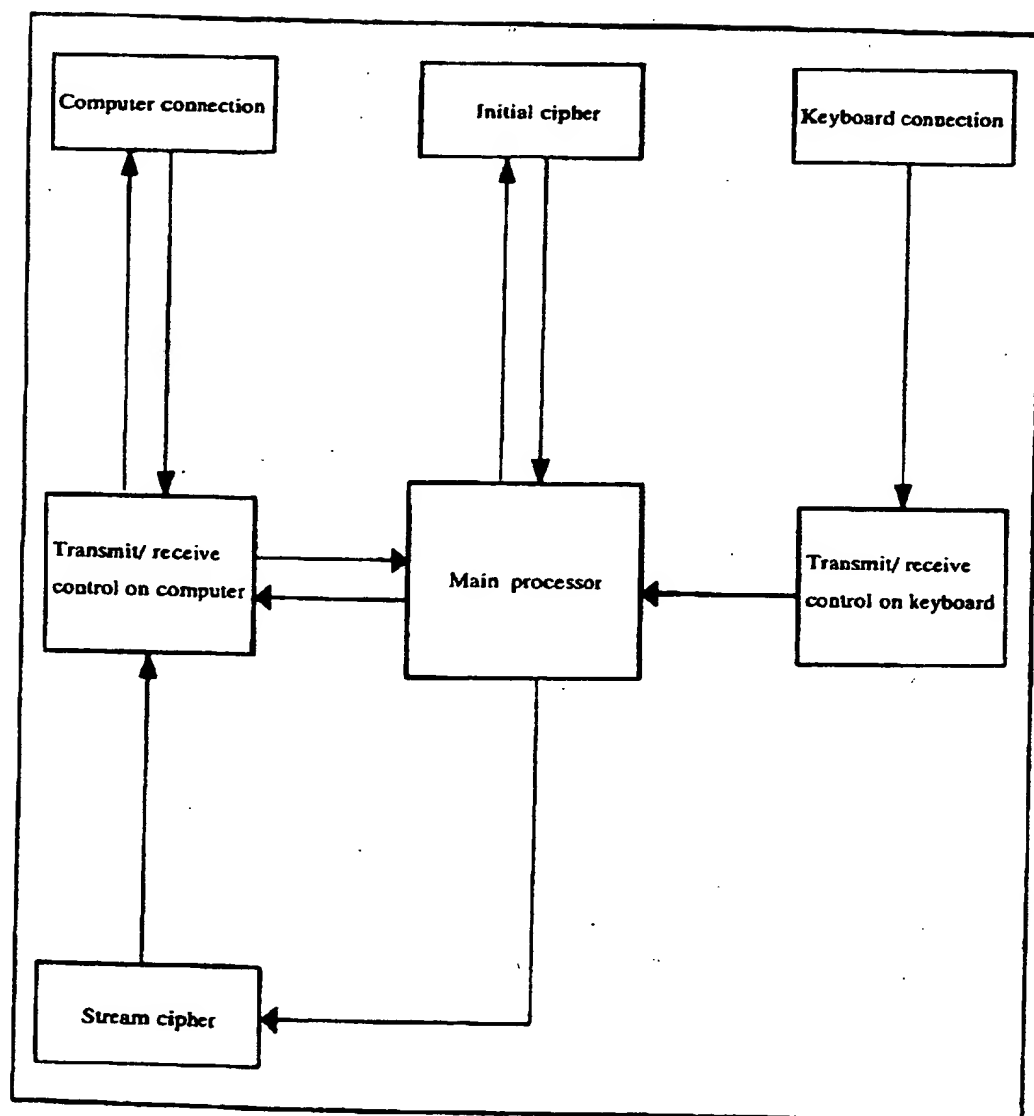 Computer connection
Initial cipher
Keyboard connection
Transmit/ receive
control on computer
Main processor
Transmit/ receive
control on keyboard
Stream cipher